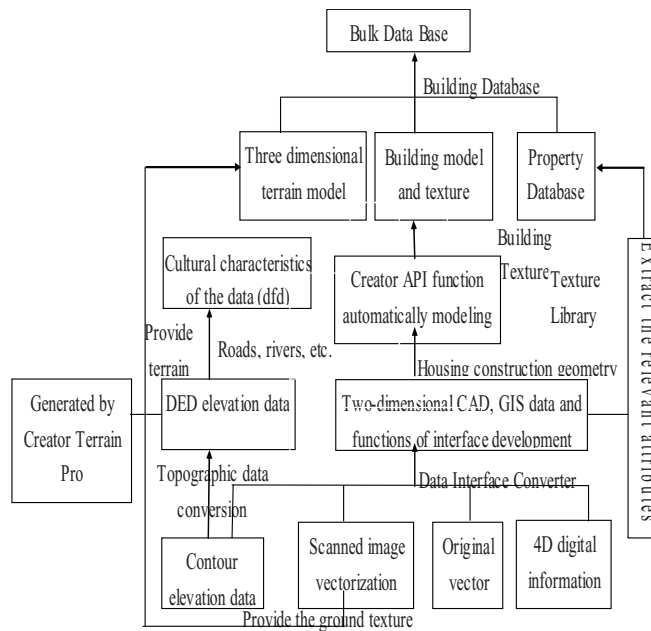 Bulk Data Base
Building Database
Three dimensional
terrain model
Building model
and texture
Property
Database
Building
Texture
Texture
Library
Cultural characteristics
of the data (dfd)
Creator API function
automatically modeling
Extract the relevant attributes
Provide
terrain
Roads, rivers, etc.
Housing construction geometry
Generated by
Creator Terrain
Pro
DED elevation data
Two-dimensional CAD, GIS data and
functions of interface development
Topographic data
conversion
Data Interface Converter
Contour
elevation data
Scanned image
vectorization
Original
vector
4D digital
information
Provide the ground texture